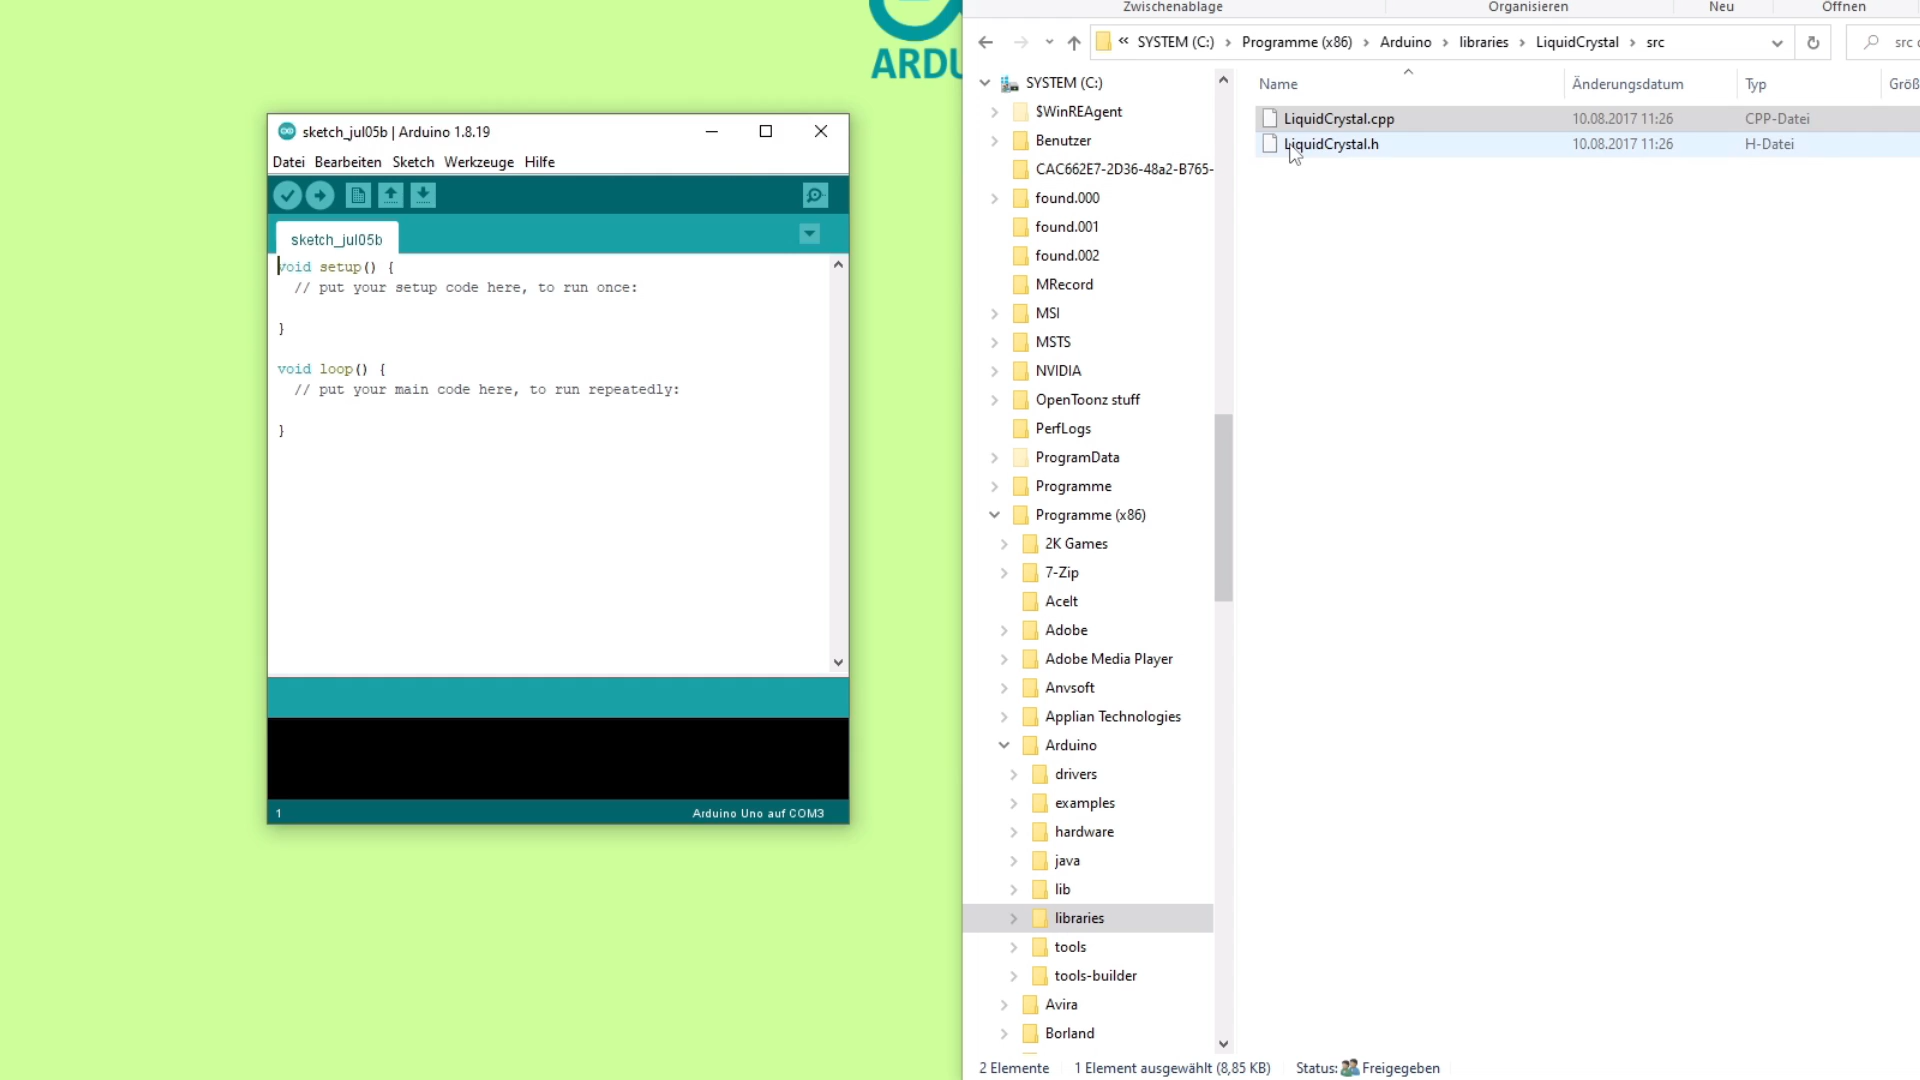 ARDU
sketch_jul05b | Arduino 1.8.19
Datei Bearbeiten Sketch Werkzeuge Hilfe
sketch_jul05b
void setup() {
// put your setup code here, to run once:
}
void loop() {
// put your main code here, to run repeatedly:
}
1
Arduino Uno auf COM3
Zwischenablage
Organisieren
Neu
Öffnen
« SYSTEM (C:) › Programme (x86) › Arduino › libraries › LiquidCrystal › src
src
SYSTEM (C:)
$WinREAgent
Benutzer
CAC662E7-2D36-48a2-B765-
found.000
found.001
found.002
MRecord
MSI
MSTS
NVIDIA
OpenToonz stuff
PerfLogs
ProgramData
Programme
Programme (x86)
2K Games
7-Zip
Adobe
Adobe Media Player
Anvsoft
Applian Technologies
Arduino
drivers
examples
hardware
java
lib
libraries
tools
tools-builder
Avira
Borland
Name Änderungsdatum Typ Größ
LiquidCrystal.cpp 10.08.2017 11:26 CPP-Datei
LiquidCrystal.h 10.08.2017 11:26 H-Datei
2 Elemente 1 Element ausgewählt (8,85 KB) Status: Freigegeben